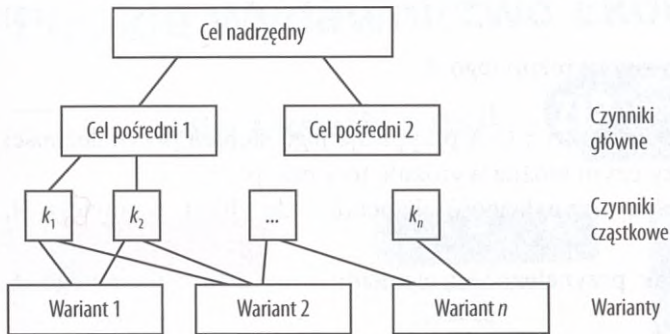 Cel nadrzędny
Cel pośredni 1
Cel pośredni 2
Czynniki
główne
k₁
k₂
...
kₙ
Czynniki
cząstkowe
Wariant 1
Wariant 2
Wariant n
Warianty